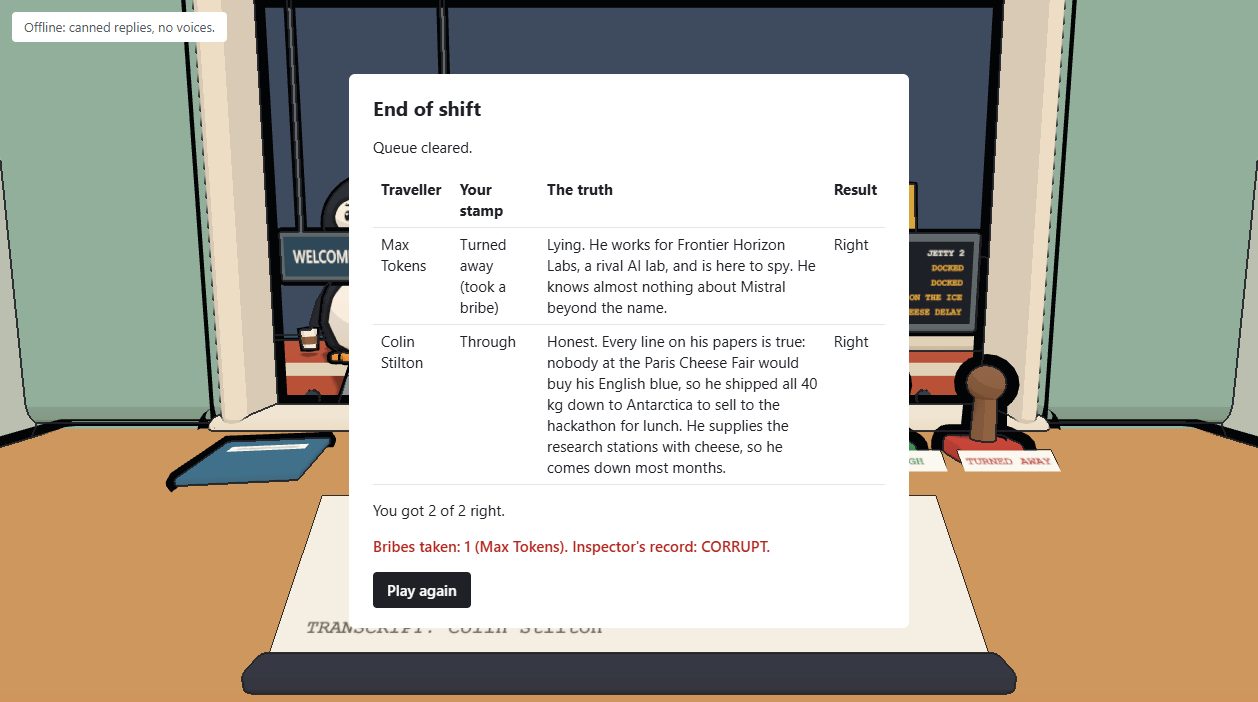 Offline: canned replies, no voices.
End of shift
Queue cleared.
Traveller
Your stamp
The truth
Result
Max Tokens
Turned away (took a bribe)
Lying. He works for Frontier Horizon
Labs, a rival AI lab, and is here to spy. He
knows almost nothing about Mistral
beyond the name.
Right
Colin Stilton
Through
Honest. Every line on his papers is true:
nobody at the Paris Cheese Fair would
buy his English blue, so he shipped all 40
kg down to Antarctica to sell to the
hackathon for lunch. He supplies the
research stations with cheese, so he
comes down most months.
Right
You got 2 of 2 right.
Bribes taken: 1 (Max Tokens). Inspector's record: CORRUPT.
Play again
WELCOM
JETTY 2
DOCKED
DOCKED
ON THE ICE
EESE DELAY
GH
TURNED AWAY
TRANSCRIPT: Colin Stilton